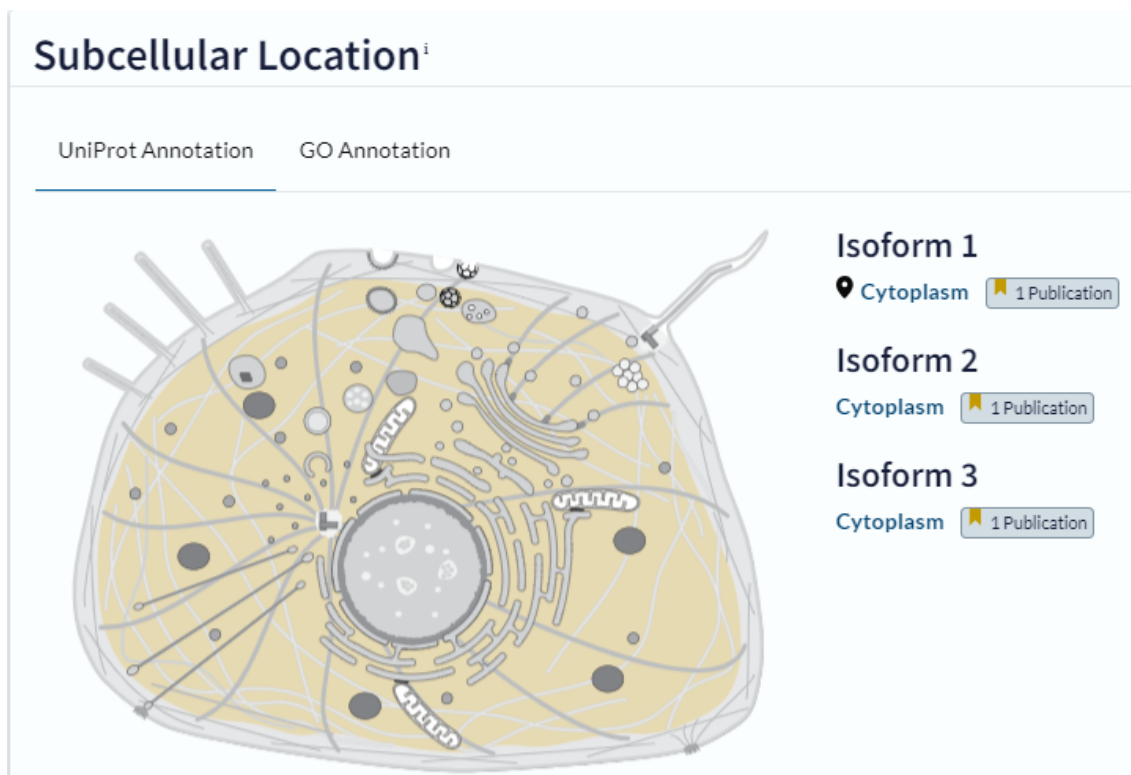 Subcellular Locationⁱ
UniProt Annotation GO Annotation
Isoform 1
Cytoplasm 1 Publication
Isoform 2
Cytoplasm 1 Publication
Isoform 3
Cytoplasm 1 Publication